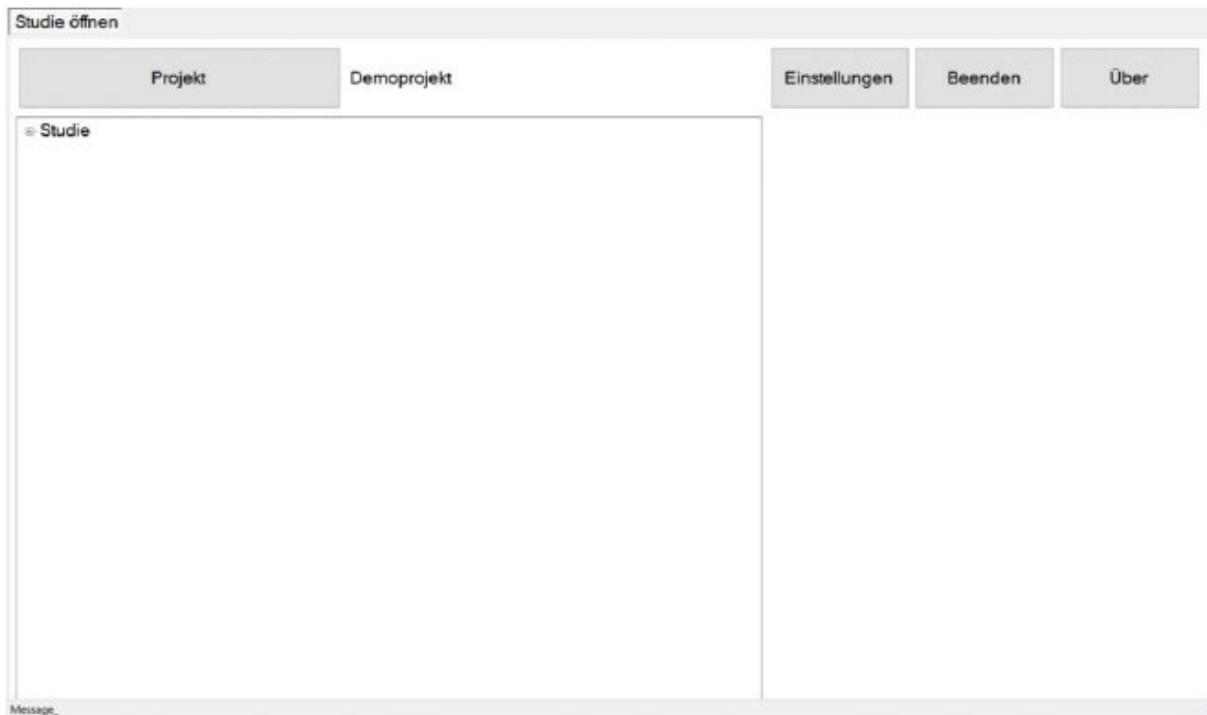 Studie öffnen
Projekt Demoprojekt Einstellungen Beenden Über
Studie
Message_